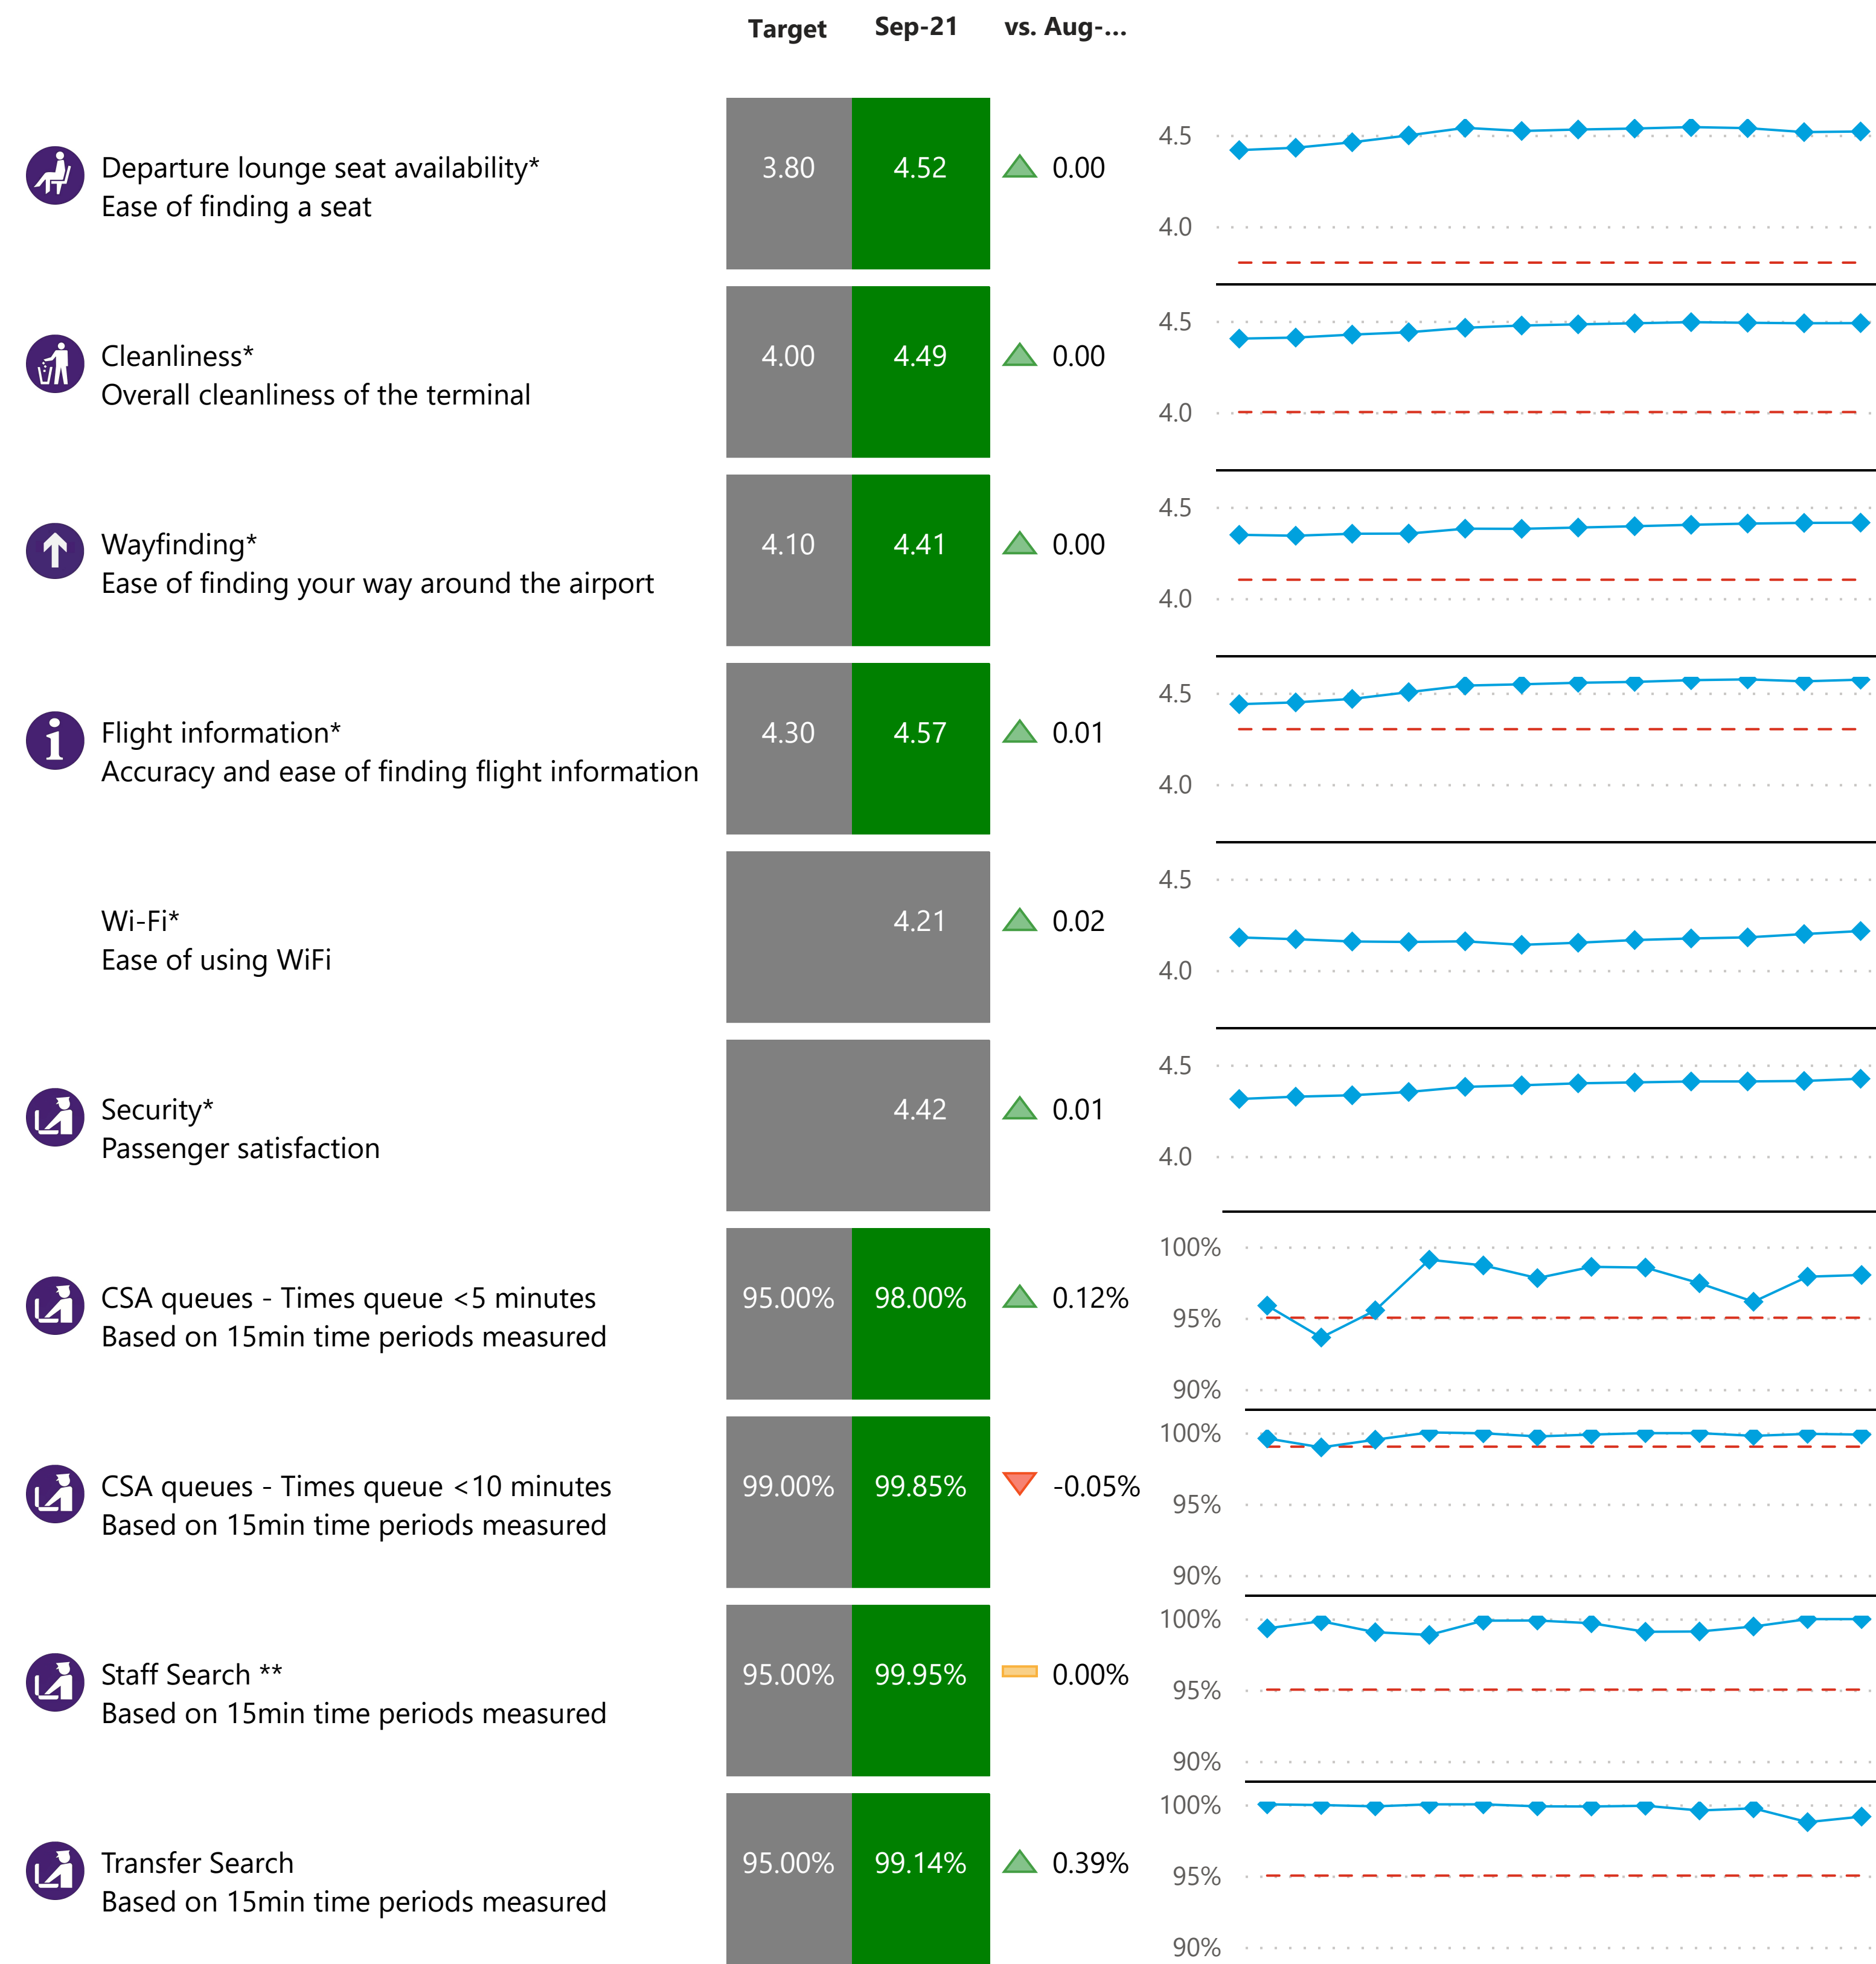 Target Sep-21 vs. Aug-...
Departure lounge seat availability*
Ease of finding a seat
3.80 4.52 0.00
4.5
4.0
Cleanliness*
Overall cleanliness of the terminal
4.00 4.49 0.00
4.5
4.0
Wayfinding*
Ease of finding your way around the airport
4.10 4.41 0.00
4.5
4.0
Flight information*
Accuracy and ease of finding flight information
4.30 4.57 0.01
4.5
4.0
Wi-Fi*
Ease of using WiFi
4.21 0.02
4.5
4.0
Security*
Passenger satisfaction
4.42 0.01
4.5
4.0
CSA queues - Times queue <5 minutes
Based on 15min time periods measured
95.00% 98.00% 0.12%
100%
95%
90%
CSA queues - Times queue <10 minutes
Based on 15min time periods measured
99.00% 99.85% -0.05%
100%
95%
90%
Staff Search **
Based on 15min time periods measured
95.00% 99.95% 0.00%
100%
95%
90%
Transfer Search
Based on 15min time periods measured
95.00% 99.14% 0.39%
100%
95%
90%